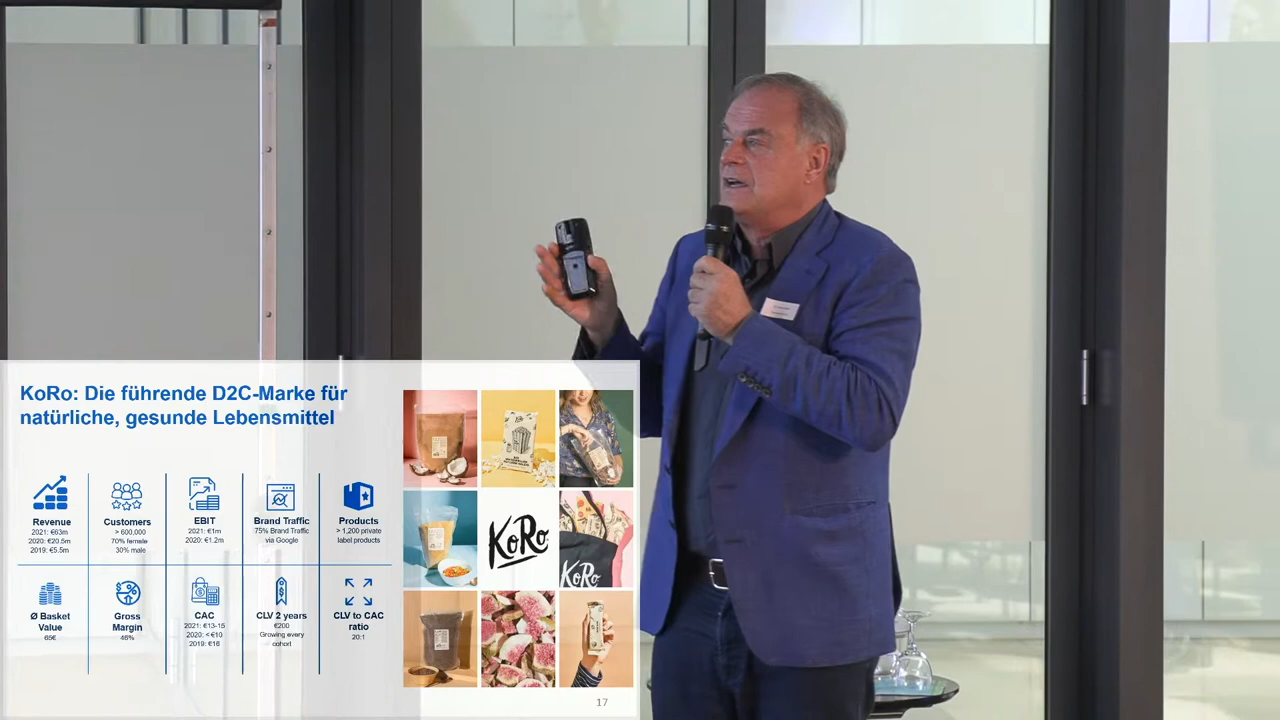 KoRo: Die führende D2C-Marke für
natürliche, gesunde Lebensmittel
Revenue
2021: €63m
2020: €20.5m
2019: €5.5m
Customers
> 600,000
70% female
30% male
EBIT
2021: €1m
2020: €1.2m
Brand Traffic
75% Brand Traffic
via Google
Products
> 1,200 private
label products
Ø Basket
Value
65€
Gross
Margin
46%
CAC
2021: €13-15
2020: <€10
2019: €16
CLV 2 years
€200
Growing every
cohort
CLV to CAC
ratio
20:1
KoRo
KoRo
17